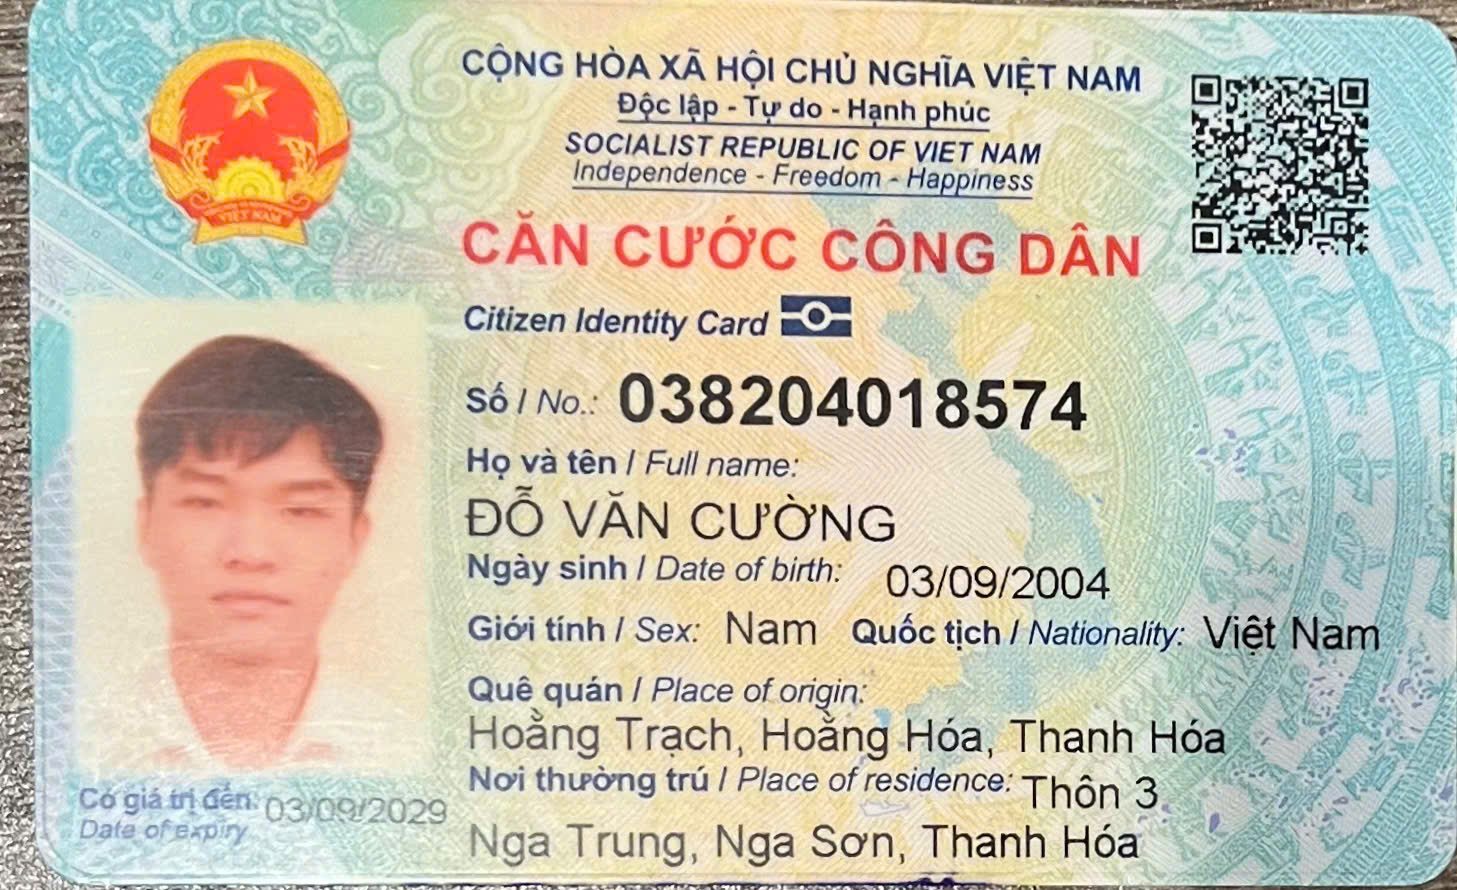 CỘNG HÒA XÃ HỘI CHỦ NGHĨA VIỆT NAM
Độc lập - Tự do - Hạnh phúc
SOCIALIST REPUBLIC OF VIET NAM
Independence - Freedom - Happiness
VIỆT NAM
CĂN CƯỚC CÔNG DÂN
Citizen Identity Card
Số / No.: 038204018574
Họ và tên / Full name:
ĐỖ VĂN CƯỜNG
Ngày sinh / Date of birth: 03/09/2004
Giới tính / Sex: Nam Quốc tịch / Nationality: Việt Nam
Quê quán / Place of origin:
Hoằng Trạch, Hoằng Hóa, Thanh Hóa
Nơi thường trú / Place of residence: Thôn 3
Nga Trung, Nga Sơn, Thanh Hóa
Có giá trị đến: 03/09/2029
Date of expiry